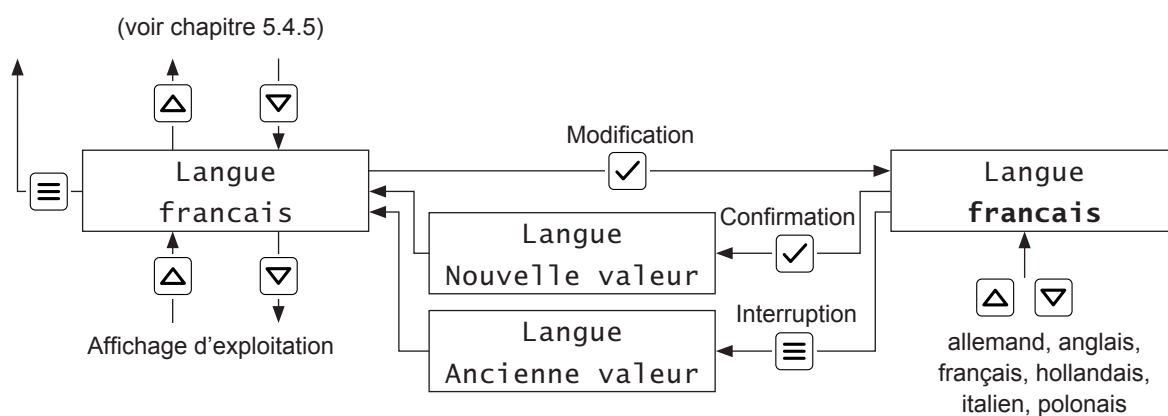 (voir chapitre 5.4.5)
Modification
Langue
francais
Langue
francais
Confirmation
Langue
Nouvelle valeur
Interruption
Langue
Ancienne valeur
Affichage d’exploitation
allemand, anglais,
français, hollandais,
italien, polonais